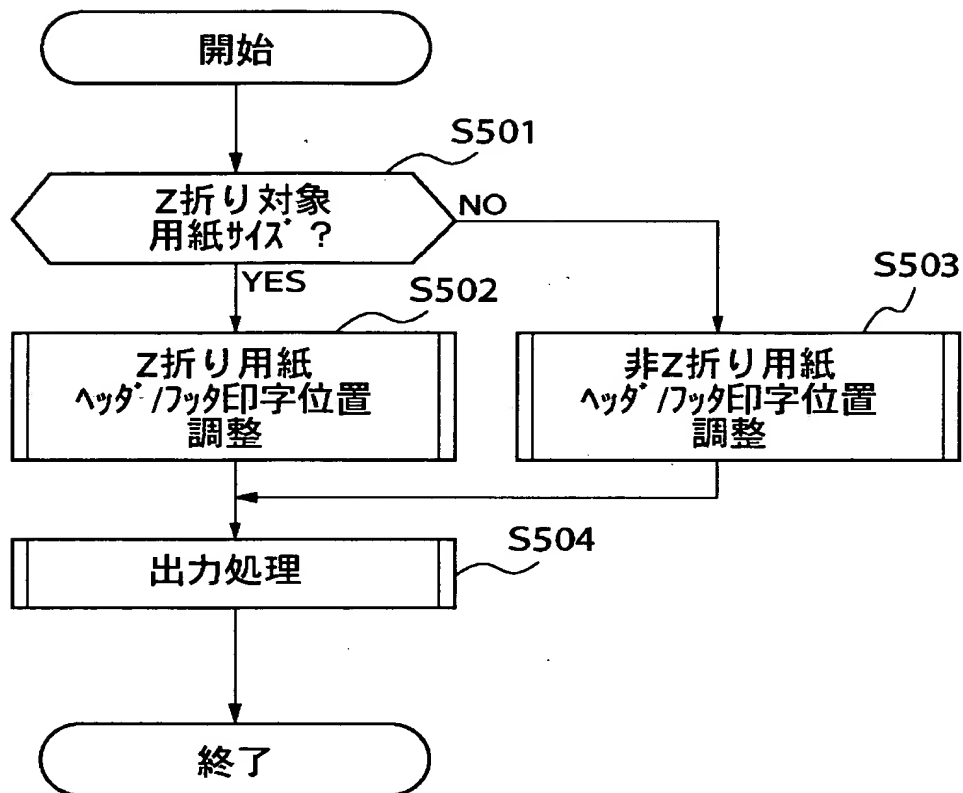 開始
S501
Z折り対象
用紙ｻｲｽﾞ?
NO
YES
S502
S503
Z折り用紙
ﾍｯﾀﾞ/ﾌｯﾀ印字位置
調整
非Z折り用紙
ﾍｯﾀﾞ/ﾌｯﾀ印字位置
調整
S504
出力処理
終了